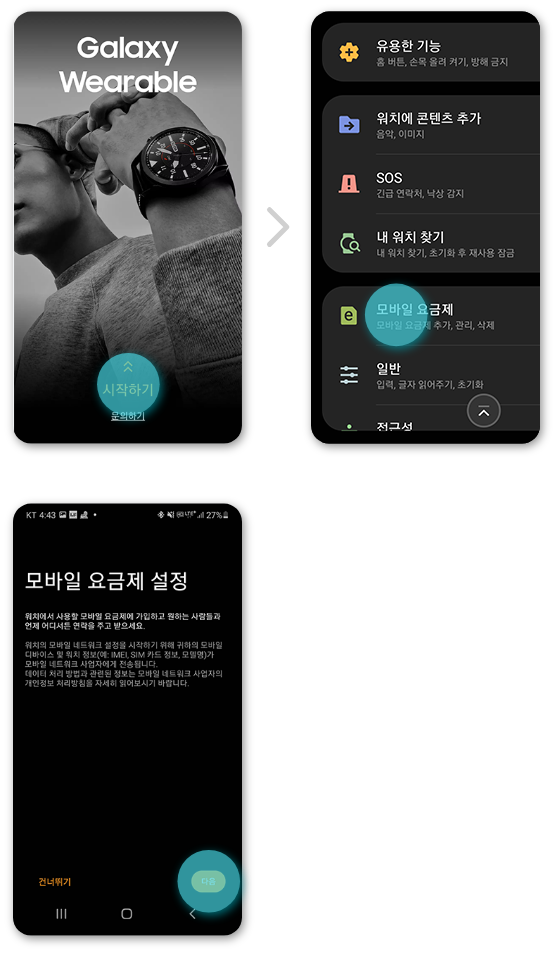 Galaxy
Wearable
시작하기
문의하기
유용한 기능
홈 버튼, 손목 올려 켜기, 방해 금지
워치에 콘텐츠 추가
음악, 이미지
SOS
긴급 연락처, 낙상 감지
내 워치 찾기
내 워치 찾기, 초기화 후 재사용 잠금
모바일 요금제
모바일 요금제 추가, 관리, 삭제
일반
입력, 글자 읽어주기, 초기화
접근성
KT 4:43 27%
모바일 요금제 설정
워치에서 사용할 모바일 요금제에 가입하고 원하는 사람들과
언제 어디서든 연락을 주고 받으세요.
워치의 모바일 네트워크 설정을 시작하기 위해 귀하의 모바일
디바이스 및 워치 정보(예: IMEI, SIM 카드 정보, 모델명)가
모바일 네트워크 사업자에게 전송됩니다.
데이터 처리 방법과 관련된 정보는 모바일 네트워크 사업자의
개인정보 처리방침을 자세히 읽어보시기 바랍니다.
건너뛰기
다음